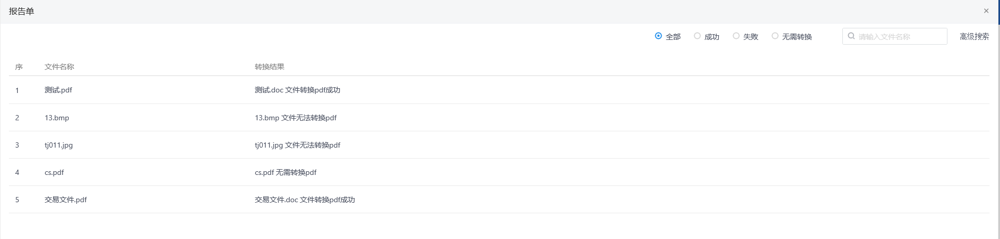 报告单 ×
全部 成功 失败 无需转换 请输入文件名称 高级搜索
序 文件名称 转换结果
1 测试.pdf 测试.doc 文件转换pdf成功
2 13.bmp 13.bmp 文件无法转换pdf
3 tj011.jpg tj011.jpg 文件无法转换pdf
4 cs.pdf cs.pdf 无需转换pdf
5 交易文件.pdf 交易文件.doc 文件转换pdf成功